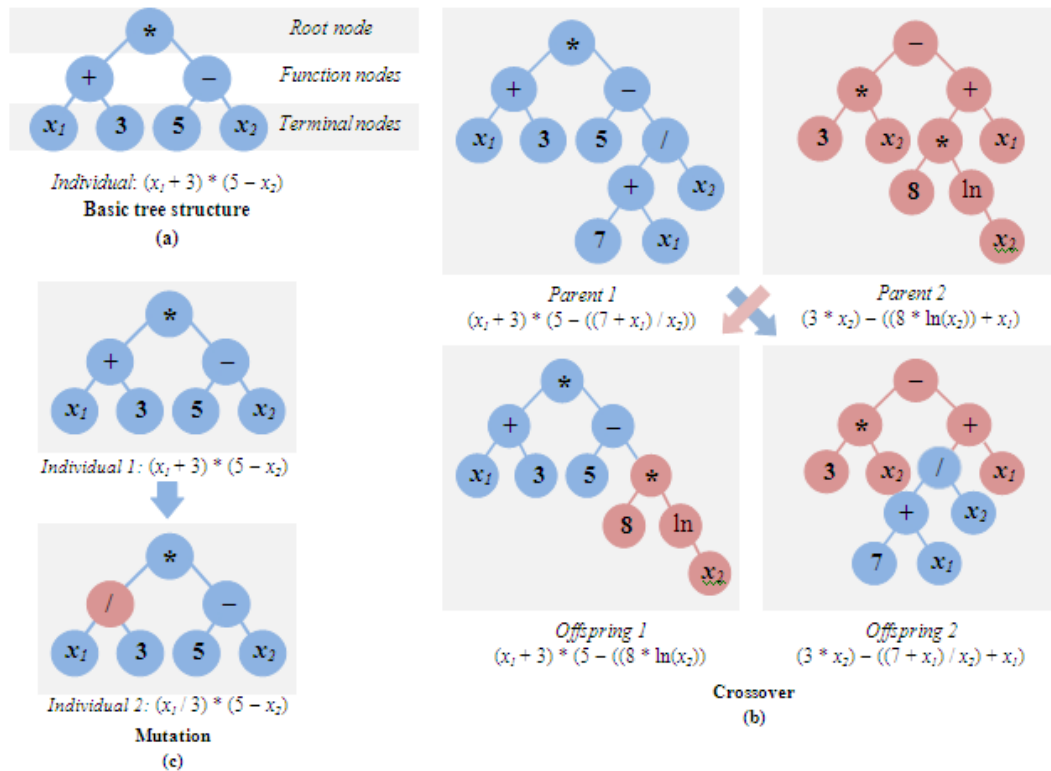 *
Root node
+
–
Function nodes
x₁
3
5
x₂
Terminal nodes
Individual: (x₁ + 3) * (5 – x₂)
Basic tree structure
(a)
*
+
–
x₁
3
5
x₂
Individual 1: (x₁ + 3) * (5 – x₂)
*
/
–
x₁
3
5
x₂
Individual 2: (x₁ / 3) * (5 – x₂)
Mutation
(c)
*
+
–
x₁
3
5
/
+
x₂
7
x₁
Parent 1
(x₁ + 3) * (5 – ((7 + x₁) / x₂))
–
*
+
3
x₂
*
x₁
8
ln
x₂
Parent 2
(3 * x₂) – ((8 * ln(x₂)) + x₁)
*
+
–
x₁
3
5
*
8
ln
x₂
Offspring 1
(x₁ + 3) * (5 – ((8 * ln(x₂))
–
*
+
3
x₂
/
x₁
+
x₂
7
x₁
Offspring 2
(3 * x₂) – ((7 + x₁) / x₂) + x₁)
Crossover
(b)